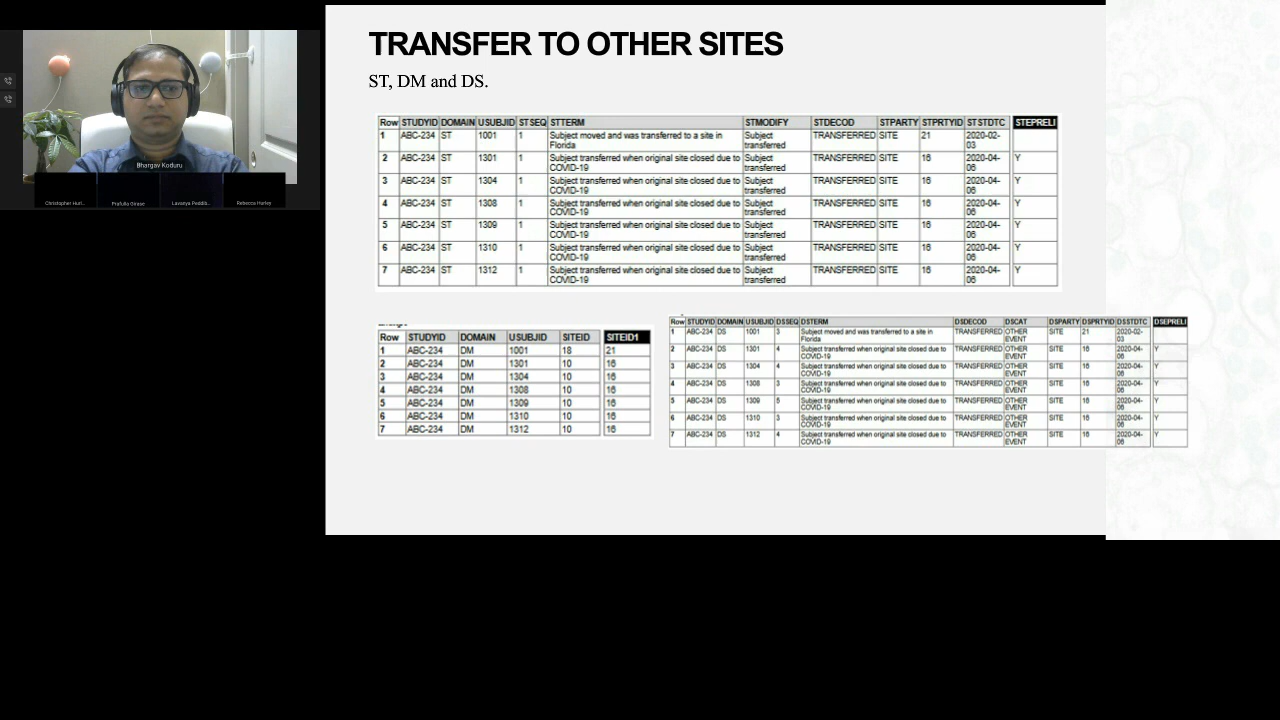 TRANSFER TO OTHER SITES
ST, DM and DS.
Row STUDYID DOMAIN USUBJID STSEQ STTERM STMODIFY STDECOD STPARTY STPRTYID STSTDTC STEPRELI
1 ABC-234 ST 1001 1 Subject moved and was transferred to a site in Florida Subject transferred TRANSFERRED SITE 21 2020-02-03
2 ABC-234 ST 1301 1 Subject transferred when original site closed due to COVID-19 Subject transferred TRANSFERRED SITE 16 2020-04-06 Y
3 ABC-234 ST 1304 1 Subject transferred when original site closed due to COVID-19 Subject transferred TRANSFERRED SITE 16 2020-04-06 Y
4 ABC-234 ST 1308 1 Subject transferred when original site closed due to COVID-19 Subject transferred TRANSFERRED SITE 16 2020-04-06 Y
5 ABC-234 ST 1309 1 Subject transferred when original site closed due to COVID-19 Subject transferred TRANSFERRED SITE 16 2020-04-06 Y
6 ABC-234 ST 1310 1 Subject transferred when original site closed due to COVID-19 Subject transferred TRANSFERRED SITE 16 2020-04-06 Y
7 ABC-234 ST 1312 1 Subject transferred when original site closed due to COVID-19 Subject transferred TRANSFERRED SITE 16 2020-04-06 Y
Row STUDYID DOMAIN USUBJID SITEID SITEID1
1 ABC-234 DM 1001 18 21
2 ABC-234 DM 1301 10 16
3 ABC-234 DM 1304 10 16
4 ABC-234 DM 1308 10 16
5 ABC-234 DM 1309 10 16
6 ABC-234 DM 1310 10 16
7 ABC-234 DM 1312 10 16
Row STUDYID DOMAIN USUBJID DSSEQ DSTERM DSDECOD DSCAT DSPARTY DSPRTYID DSSTDTC DSEPRELI
1 ABC-234 DS 1001 3 Subject moved and was transferred to a site in Florida TRANSFERRED OTHER EVENT SITE 21 2020-02-03
2 ABC-234 DS 1301 4 Subject transferred when original site closed due to COVID-19 TRANSFERRED OTHER EVENT SITE 16 2020-04-06 Y
3 ABC-234 DS 1304 4 Subject transferred when original site closed due to COVID-19 TRANSFERRED OTHER EVENT SITE 16 2020-04-06 Y
4 ABC-234 DS 1308 3 Subject transferred when original site closed due to COVID-19 TRANSFERRED OTHER EVENT SITE 16 2020-04-06 Y
5 ABC-234 DS 1309 5 Subject transferred when original site closed due to COVID-19 TRANSFERRED OTHER EVENT SITE 16 2020-04-06 Y
6 ABC-234 DS 1310 3 Subject transferred when original site closed due to COVID-19 TRANSFERRED OTHER EVENT SITE 16 2020-04-06 Y
7 ABC-234 DS 1312 4 Subject transferred when original site closed due to COVID-19 TRANSFERRED OTHER EVENT SITE 16 2020-04-06 Y
Bhargav Koduru
Christopher Hurl... Prafulla Girase Lavanya Peddib... Rebecca Hurley